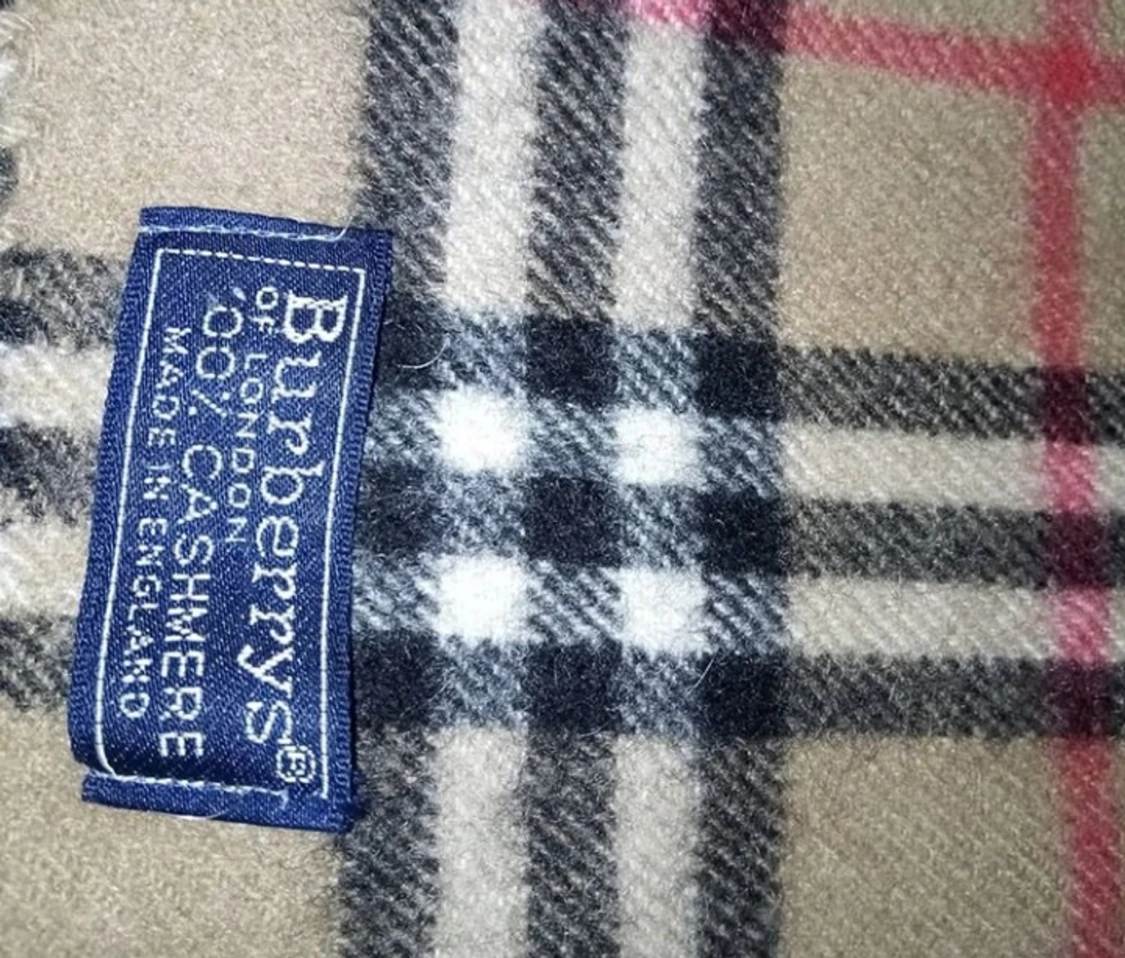 Burberrys®
OF LONDON
100% CASHMERE
MADE IN ENGLAND